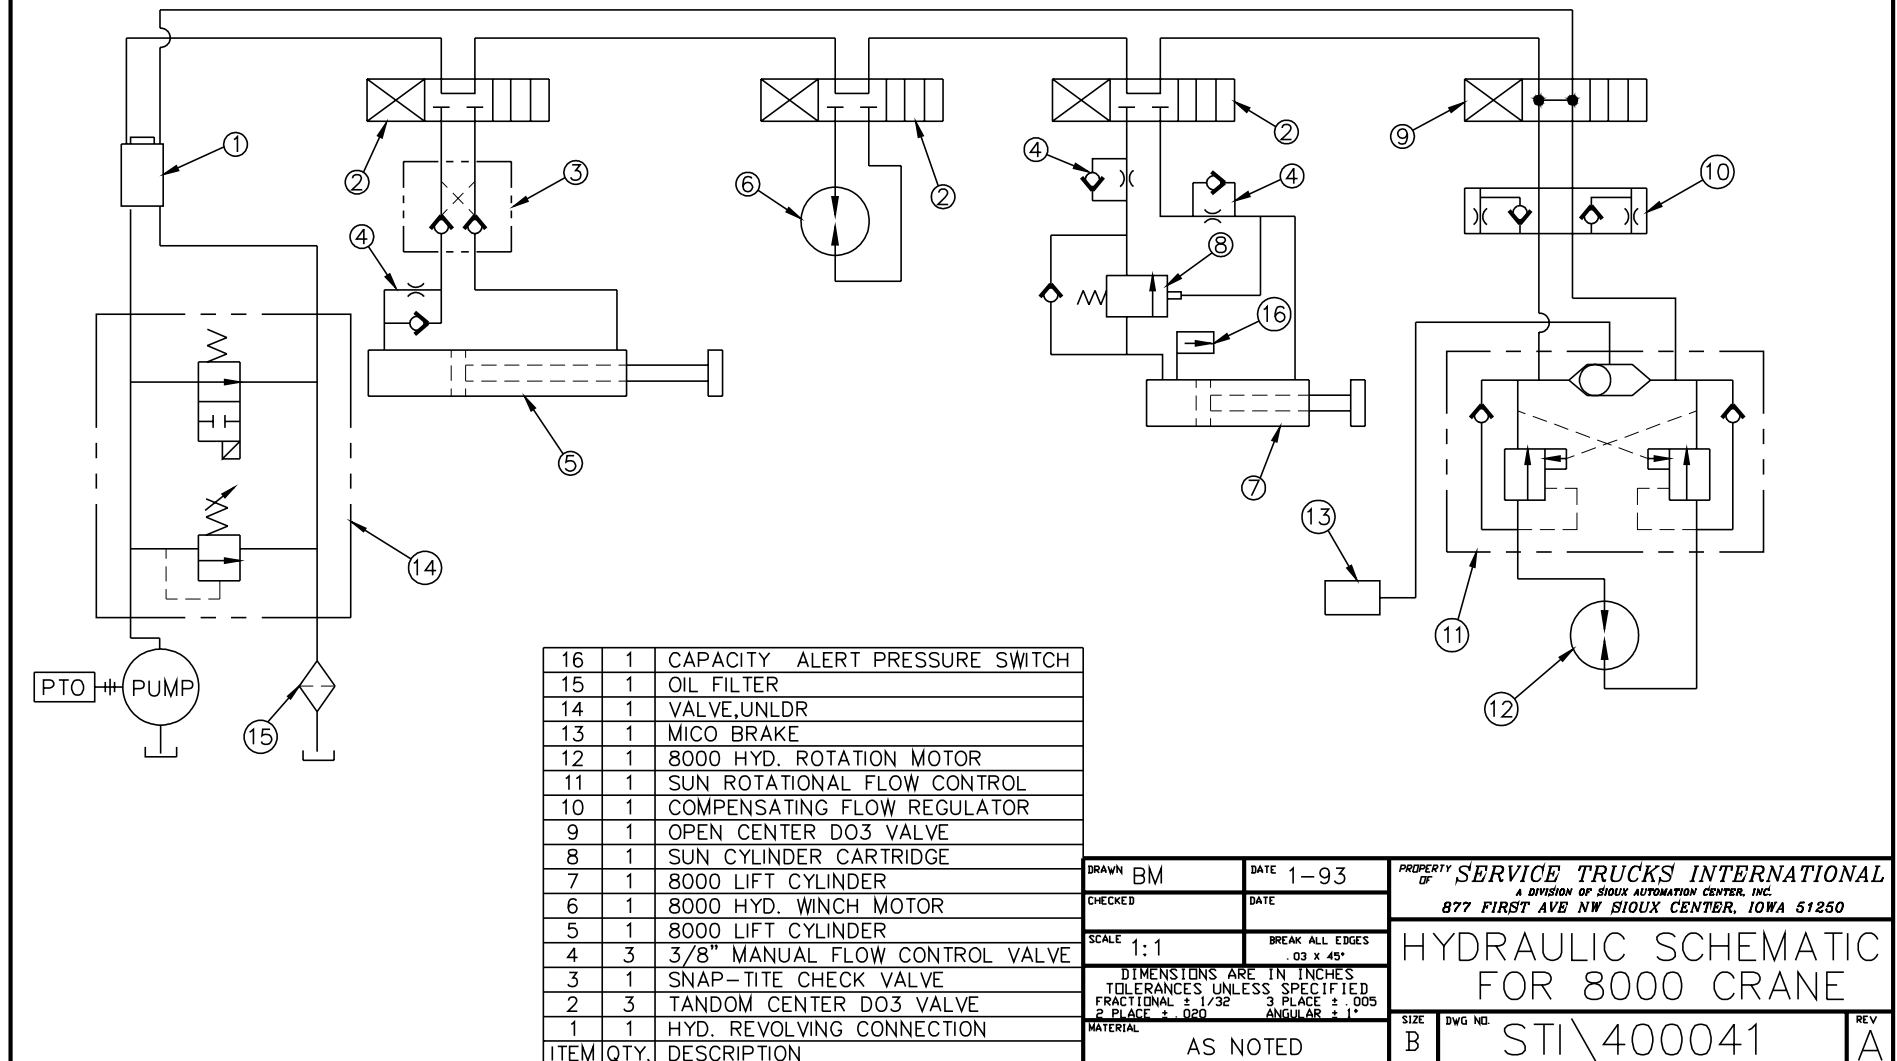 1
2
3
4
5
6
2
4
2
4
8
16
7
9
10
13
11
12
14
PTO
PUMP
15
16 1 CAPACITY ALERT PRESSURE SWITCH
15 1 OIL FILTER
14 1 VALVE,UNLDR
13 1 MICO BRAKE
12 1 8000 HYD. ROTATION MOTOR
11 1 SUN ROTATIONAL FLOW CONTROL
10 1 COMPENSATING FLOW REGULATOR
9 1 OPEN CENTER DO3 VALVE
8 1 SUN CYLINDER CARTRIDGE
7 1 8000 LIFT CYLINDER
6 1 8000 HYD. WINCH MOTOR
5 1 8000 LIFT CYLINDER
4 3 3/8" MANUAL FLOW CONTROL VALVE
3 1 SNAP-TITE CHECK VALVE
2 3 TANDOM CENTER DO3 VALVE
1 1 HYD. REVOLVING CONNECTION
ITEM QTY. DESCRIPTION
DRAWN BM
DATE 1-93
CHECKED
DATE
SCALE 1:1
BREAK ALL EDGES
.03 X 45°
DIMENSIONS ARE IN INCHES
TOLERANCES UNLESS SPECIFIED
FRACTIONAL ± 1/32 3 PLACE ± .005
2 PLACE ± .020 ANGULAR ± 1°
MATERIAL
AS NOTED
PROPERTY OF SERVICE TRUCKS INTERNATIONAL
A DIVISION OF SIOUX AUTOMATION CENTER, INC.
877 FIRST AVE NW SIOUX CENTER, IOWA 51250
HYDRAULIC SCHEMATIC
FOR 8000 CRANE
SIZE B
DWG NO. STI\400041
REV A